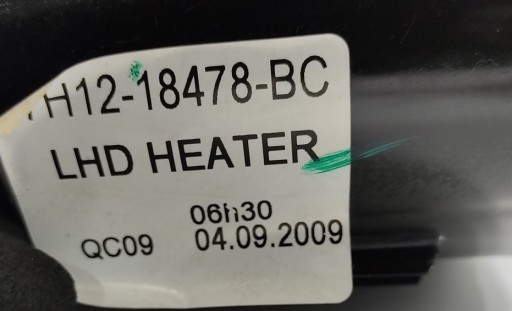 H12-18478-BC
LHD HEATER
06h30
QC09 04.09.2009